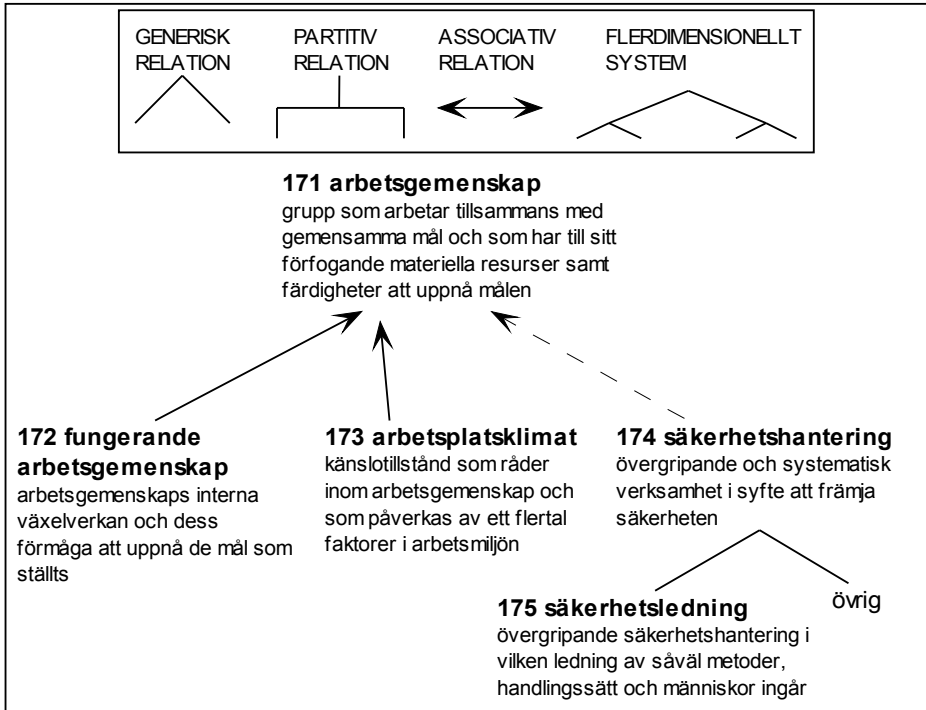 GENERISK
RELATION
PARTITIV
RELATION
ASSOCIATIV
RELATION
FLERDIMENSIONELLT
SYSTEM
171 arbetsgemenskap
grupp som arbetar tillsammans med
gemensamma mål och som har till sitt
förfogande materiella resurser samt
färdigheter att uppnå målen
172 fungerande
arbetsgemenskap
arbetsgemenskaps interna
växelverkan och dess
förmåga att uppnå de mål som
ställts
173 arbetsplatsklimat
känslotillstånd som råder
inom arbetsgemenskap och
som påverkas av ett flertal
faktorer i arbetsmiljön
174 säkerhetshantering
övergripande och systematisk
verksamhet i syfte att främja
säkerheten
175 säkerhetsledning
övergripande säkerhetshantering i
vilken ledning av såväl metoder,
handlingssätt och människor ingår
övrig